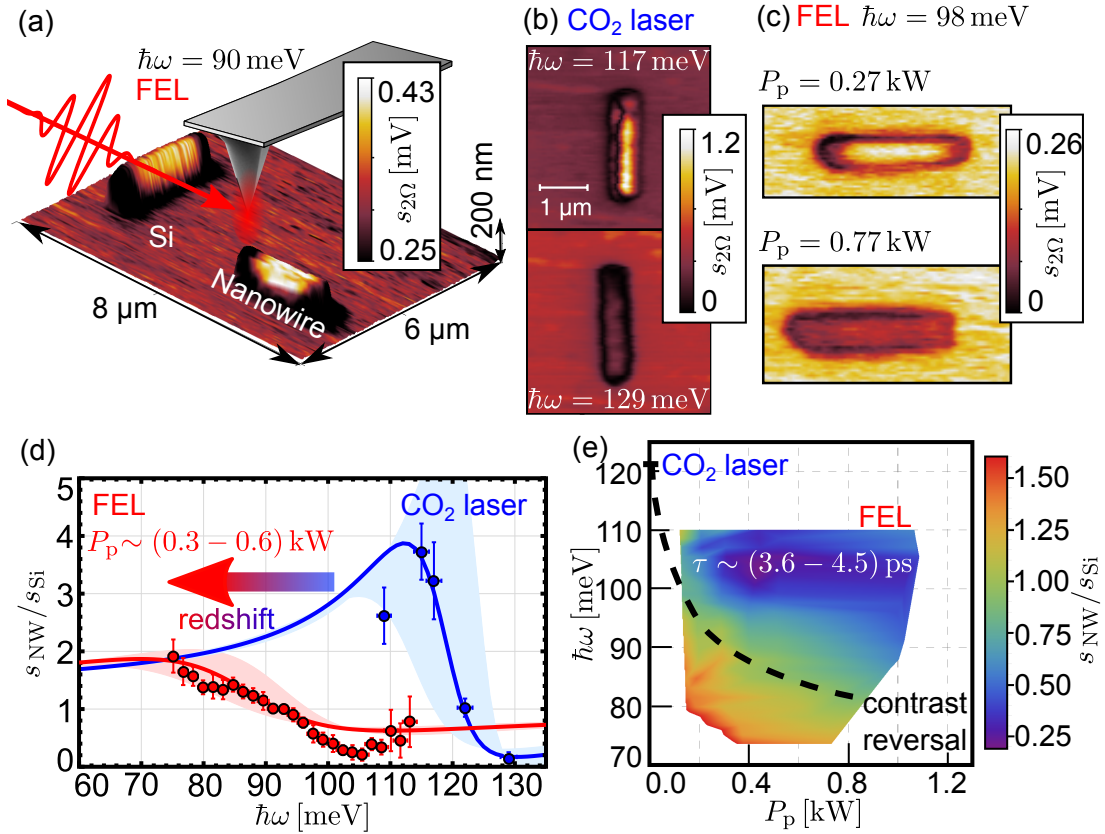 (a)
ħω = 90 meV
FEL
0.43
s₂Ω [mV]
0.25
200 nm
Si
Nanowire
8 µm
6 µm
(b) CO₂ laser
ħω = 117 meV
1 µm
ħω = 129 meV
1.2
s₂Ω [mV]
0
(c) FEL ħω = 98 meV
Pₚ = 0.27 kW
Pₚ = 0.77 kW
0.26
s₂Ω [mV]
0
(d)
FEL
CO₂ laser
Pₚ ∼ (0.3 − 0.6) kW
redshift
s NW/sSi
5
4
3
2
1
0
60 70 80 90 100 110 120 130
ħω [meV]
(e)
CO₂ laser
FEL
τ ∼ (3.6 − 4.5) ps
contrast
reversal
ħω [meV]
120
110
100
90
80
70
0.0 0.4 0.8 1.2
Pₚ [kW]
1.50
1.25
1.00
0.75
0.50
0.25
s NW/sSi